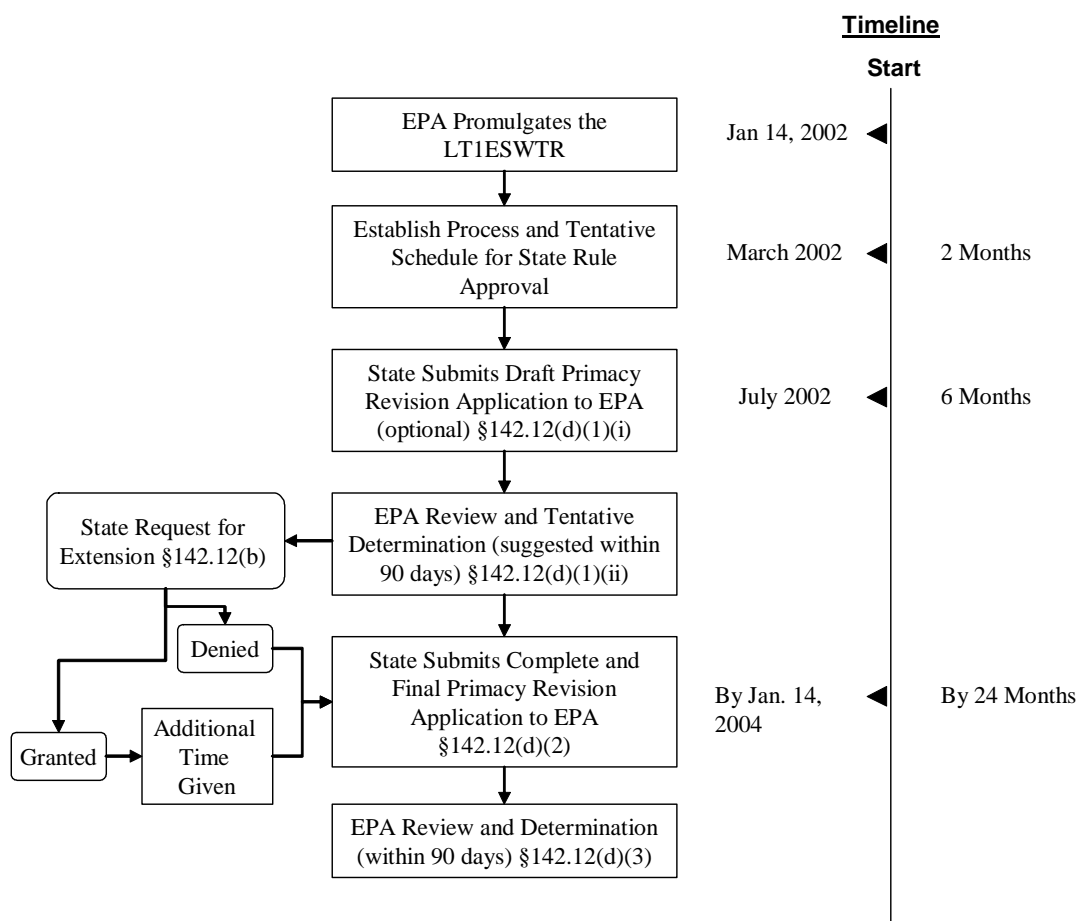 Timeline
Start
EPA Promulgates the
LT1ESWTR
Jan 14, 2002
Establish Process and Tentative
Schedule for State Rule
Approval
March 2002
2 Months
State Submits Draft Primacy
Revision Application to EPA
(optional) §142.12(d)(1)(i)
July 2002
6 Months
EPA Review and Tentative
Determination (suggested within
90 days) §142.12(d)(1)(ii)
State Request for
Extension §142.12(b)
Denied
Granted
Additional
Time
Given
State Submits Complete and
Final Primacy Revision
Application to EPA
§142.12(d)(2)
By Jan. 14,
2004
By 24 Months
EPA Review and Determination
(within 90 days) §142.12(d)(3)